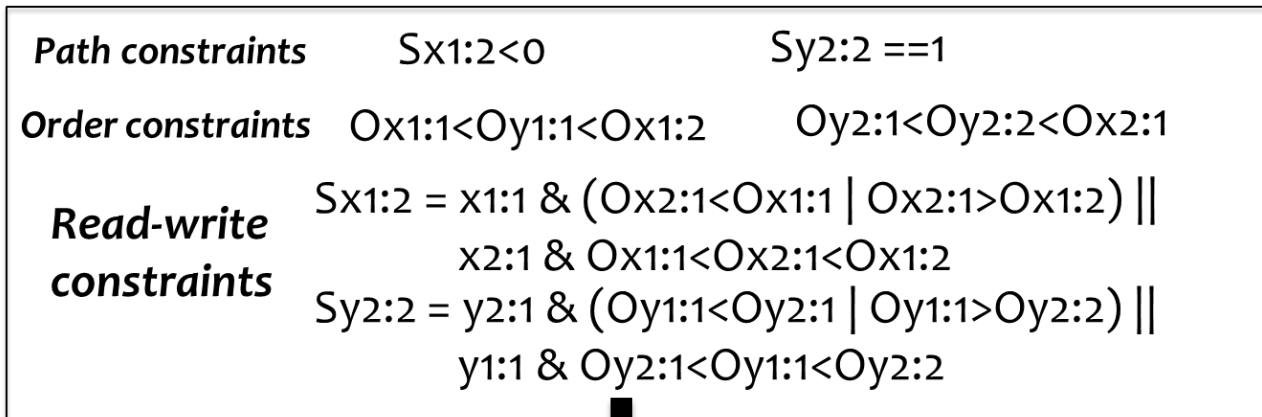 Path constraints Sx1:2<0 Sy2:2 ==1
Order constraints Ox1:1<Oy1:1<Ox1:2 Oy2:1<Oy2:2<Ox2:1
Read-write constraints
Sx1:2 = x1:1 & (Ox2:1<Ox1:1 | Ox2:1>Ox1:2) ||
x2:1 & Ox1:1<Ox2:1<Ox1:2
Sy2:2 = y2:1 & (Oy1:1<Oy2:1 | Oy1:1>Oy2:2) ||
y1:1 & Oy2:1<Oy1:1<Oy2:2